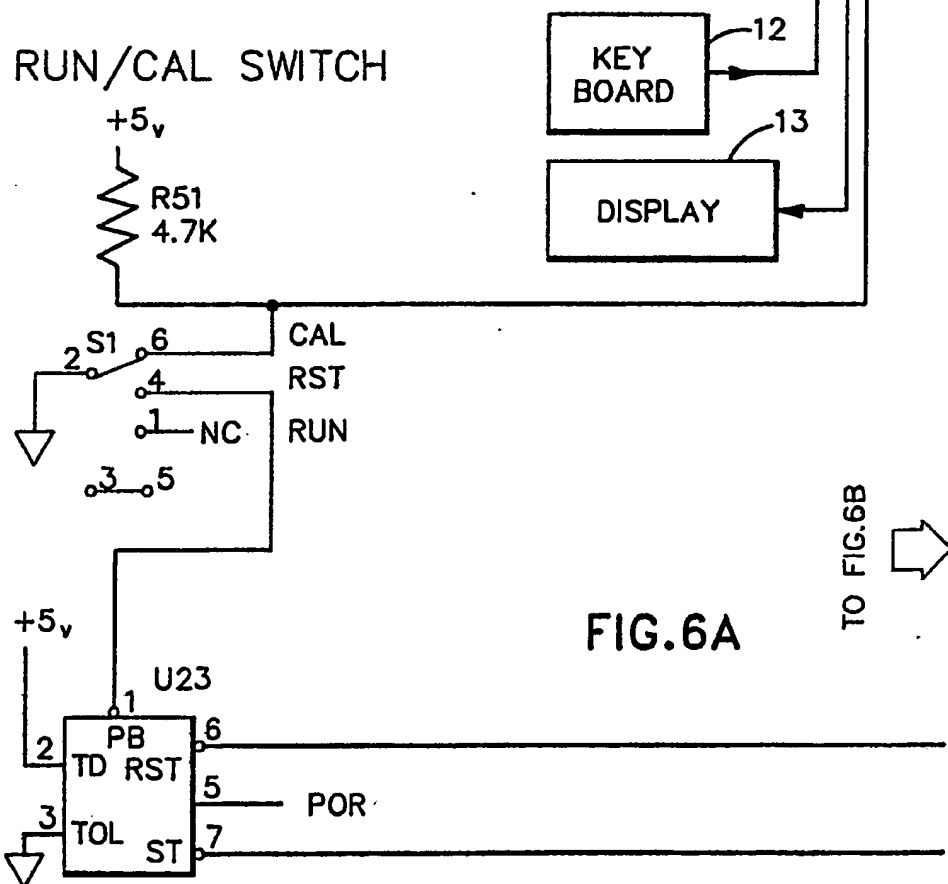 RUN/CAL SWITCH
+5v
R51
4.7K
KEY
BOARD
12
DISPLAY
13
S1
2
6
CAL
4
RST
1
NC
RUN
3
5
TO FIG.6B
FIG.6A
+5v
U23
1
PB
2
TD
RST
6
5
POR
3
TOL
ST
7